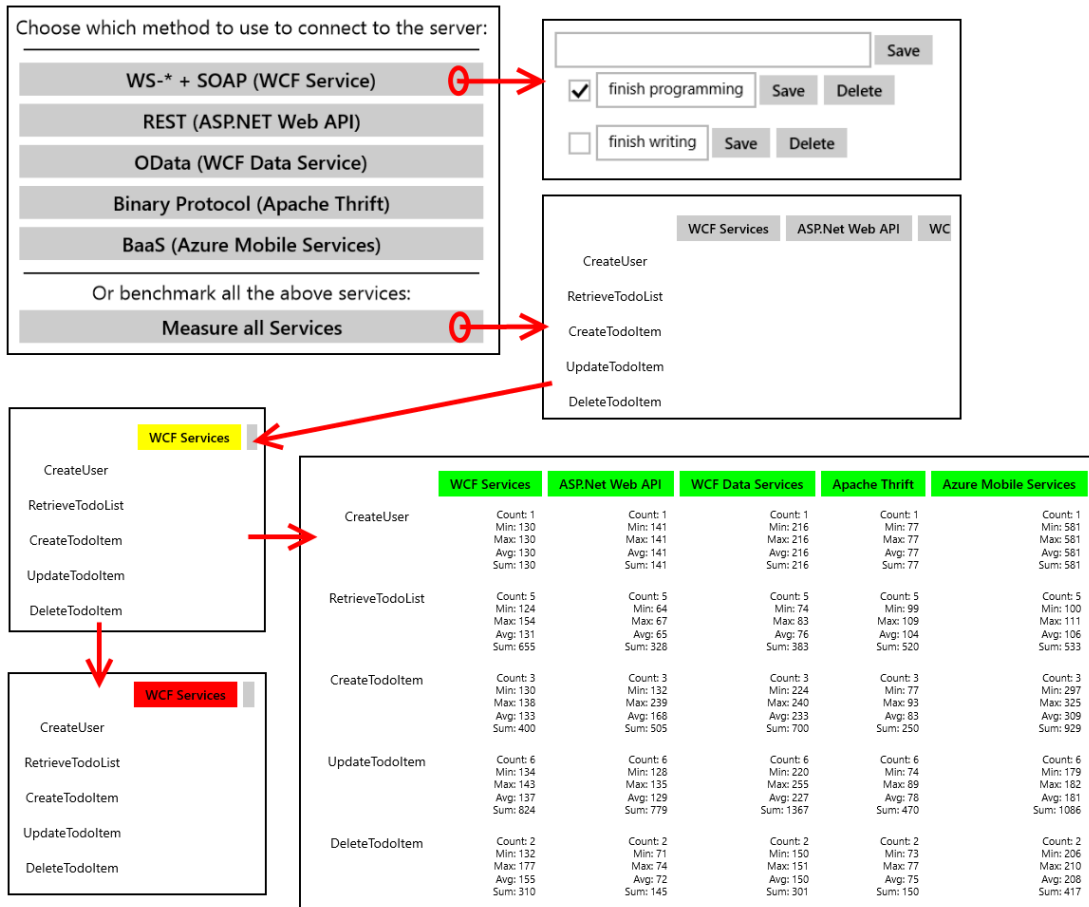 Choose which method to use to connect to the server:
WS-* + SOAP (WCF Service)
REST (ASP.NET Web API)
OData (WCF Data Service)
Binary Protocol (Apache Thrift)
BaaS (Azure Mobile Services)
Or benchmark all the above services:
Measure all Services
Save
finish programming Save Delete
finish writing Save Delete
WCF Services ASP.Net Web API WC
CreateUser
RetrieveTodoList
CreateTodoItem
UpdateTodoItem
DeleteTodoItem
WCF Services
CreateUser
RetrieveTodoList
CreateTodoItem
UpdateTodoItem
DeleteTodoItem
WCF Services
CreateUser
RetrieveTodoList
CreateTodoItem
UpdateTodoItem
DeleteTodoItem
WCF Services ASP.Net Web API WCF Data Services Apache Thrift Azure Mobile Services
CreateUser Count: 1 Count: 1 Count: 1 Count: 1 Count: 1
Min: 130 Min: 141 Min: 216 Min: 77 Min: 581
Max: 130 Max: 141 Max: 216 Max: 77 Max: 581
Avg: 130 Avg: 141 Avg: 216 Avg: 77 Avg: 581
Sum: 130 Sum: 141 Sum: 216 Sum: 77 Sum: 581
RetrieveTodoList Count: 5 Count: 5 Count: 5 Count: 5 Count: 5
Min: 124 Min: 64 Min: 74 Min: 99 Min: 100
Max: 154 Max: 67 Max: 83 Max: 109 Max: 111
Avg: 131 Avg: 65 Avg: 76 Avg: 104 Avg: 106
Sum: 655 Sum: 328 Sum: 383 Sum: 520 Sum: 533
CreateTodoItem Count: 3 Count: 3 Count: 3 Count: 3 Count: 3
Min: 130 Min: 132 Min: 224 Min: 77 Min: 297
Max: 138 Max: 239 Max: 240 Max: 93 Max: 325
Avg: 133 Avg: 168 Avg: 233 Avg: 83 Avg: 309
Sum: 400 Sum: 505 Sum: 700 Sum: 250 Sum: 929
UpdateTodoItem Count: 6 Count: 6 Count: 6 Count: 6 Count: 6
Min: 134 Min: 128 Min: 220 Min: 74 Min: 179
Max: 143 Max: 135 Max: 255 Max: 89 Max: 182
Avg: 137 Avg: 129 Avg: 227 Avg: 78 Avg: 181
Sum: 824 Sum: 779 Sum: 1367 Sum: 470 Sum: 1086
DeleteTodoItem Count: 2 Count: 2 Count: 2 Count: 2 Count: 2
Min: 132 Min: 71 Min: 150 Min: 73 Min: 206
Max: 177 Max: 74 Max: 151 Max: 77 Max: 210
Avg: 155 Avg: 72 Avg: 150 Avg: 75 Avg: 208
Sum: 310 Sum: 145 Sum: 301 Sum: 150 Sum: 417